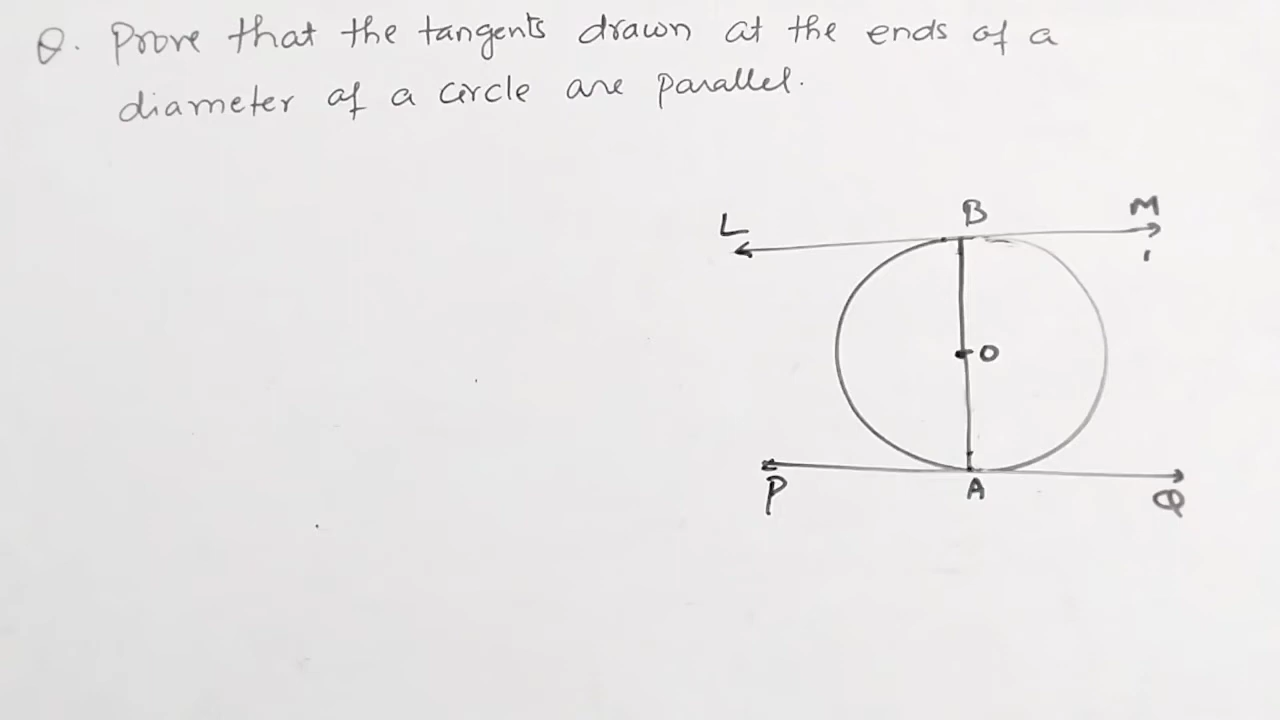 Q. Prove that the tangents drawn at the ends of a
diameter of a circle are parallel.
L
B
M
O
P
A
Q